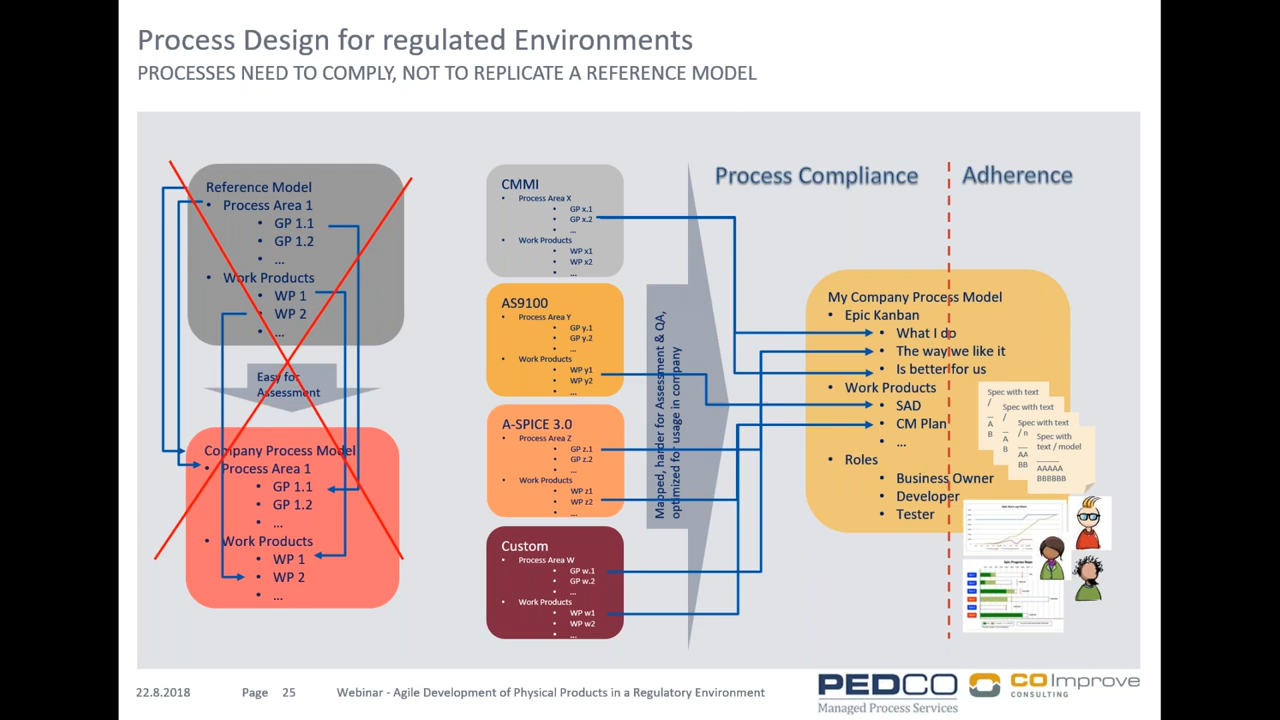 Process Design for regulated Environments
PROCESSES NEED TO COMPLY, NOT TO REPLICATE A REFERENCE MODEL
Reference Model
• Process Area 1
• GP 1.1
• GP 1.2
• ...
• Work Products
• WP 1
• WP 2
• ...
Easy for
Assessment
Company Process Model
• Process Area 1
• GP 1.1
• GP 1.2
• ...
• Work Products
• WP 1
• WP 2
• ...
CMMI
• Process Area X
• GP x.1
• GP x.2
• ...
• Work Products
• WP x1
• WP x2
• ...
AS9100
• Process Area Y
• GP y.1
• GP y.2
• ...
• Work Products
• WP y1
• WP y2
• ...
A-SPICE 3.0
• Process Area Z
• GP z.1
• GP z.2
• ...
• Work Products
• WP z1
• WP z2
• ...
Custom
• Process Area W
• GP w.1
• GP w.2
• ...
• Work Products
• WP w1
• WP w2
• ...
Mapped, harder for Assessment & QA,
optimized for usage in company
Process Compliance
Adherence
My Company Process Model
• Epic Kanban
• What I do
• The way we like it
• Is better for us
• Work Products
• SAD
• CM Plan
• ...
• Roles
• Business Owner
• Developer
• Tester
Spec with text
/
A
B
Spec with text
/
A
B
Spec with text
AA
BB
Spec with
text / model
AAAAA
BBBBBB
22.8.2018 Page 25 Webinar - Agile Development of Physical Products in a Regulatory Environment
PEDCO
Managed Process Services
CO Improve
CONSULTING